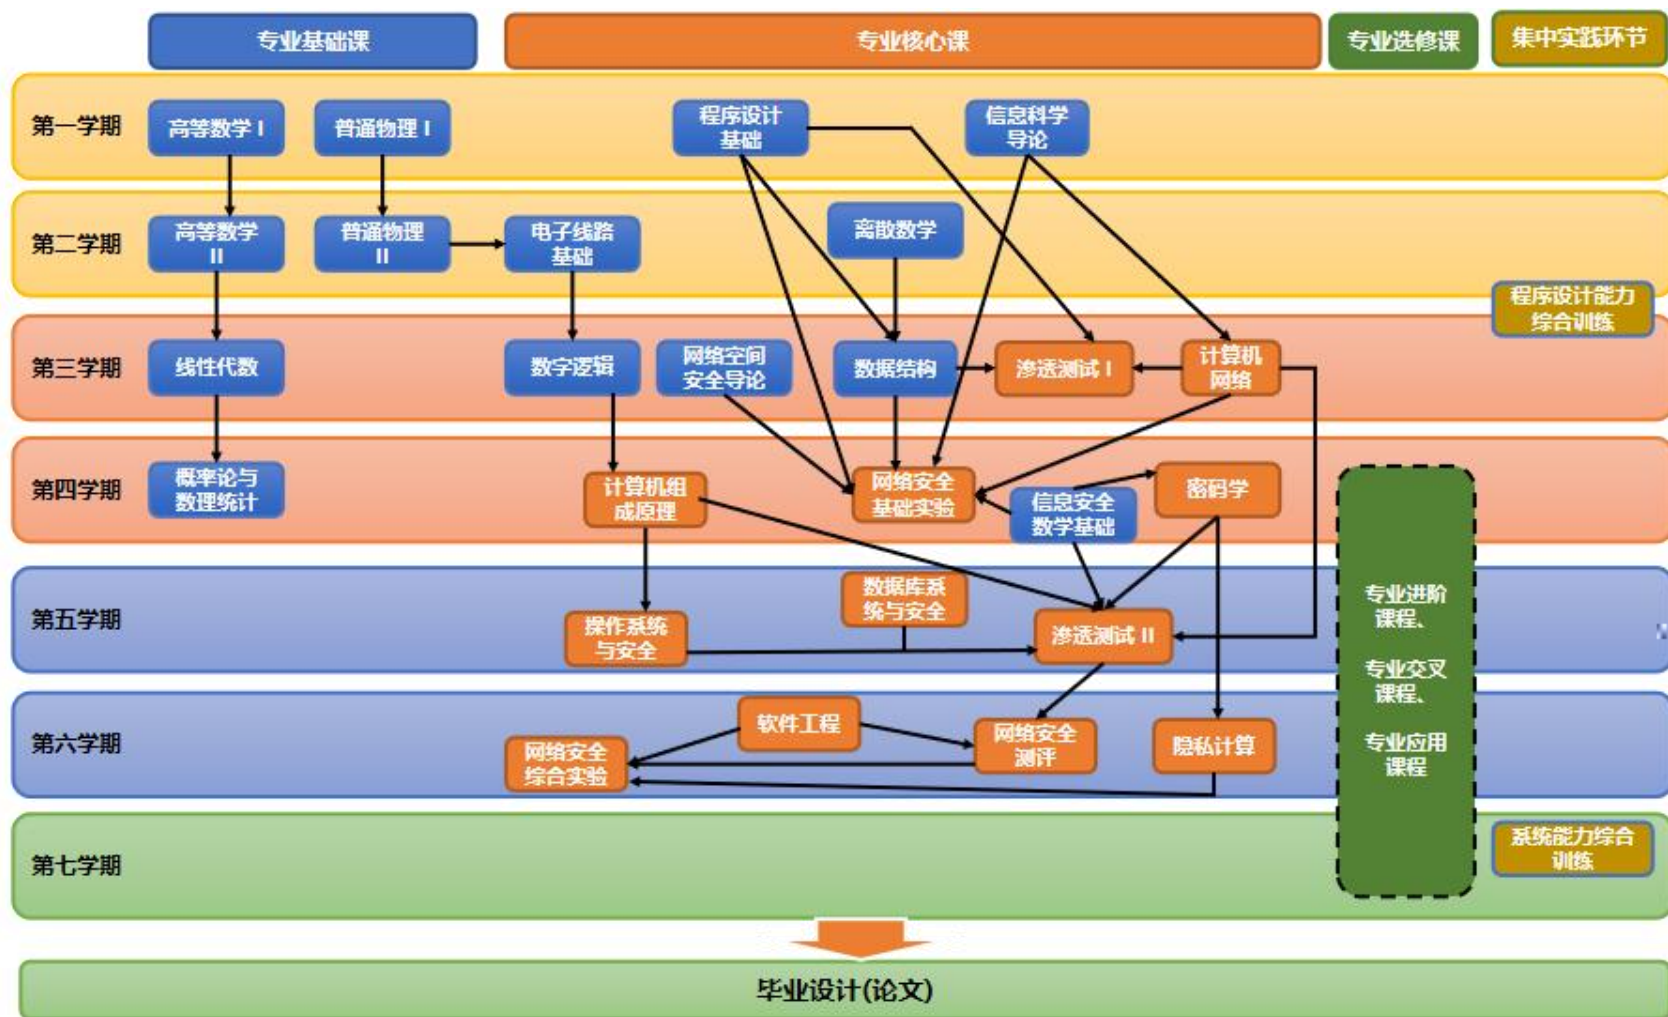 专业基础课
专业核心课
专业选修课
集中实践环节
第一学期
高等数学 I
普通物理 I
程序设计
基础
信息科学
导论
第二学期
高等数学
II
普通物理
II
电子线路
基础
离散数学
程序设计能力
综合训练
第三学期
线性代数
数字逻辑
网络空间
安全导论
数据结构
渗透测试 I
计算机
网络
第四学期
概率论与
数理统计
计算机组
成原理
网络安全
基础实验
信息安全
数学基础
密码学
第五学期
操作系统
与安全
数据库系
统与安全
渗透测试 II
专业进阶
课程、
专业交叉
课程、
专业应用
课程
第六学期
网络安全
综合实验
软件工程
网络安全
测评
隐私计算
第七学期
系统能力综合
训练
毕业设计(论文)